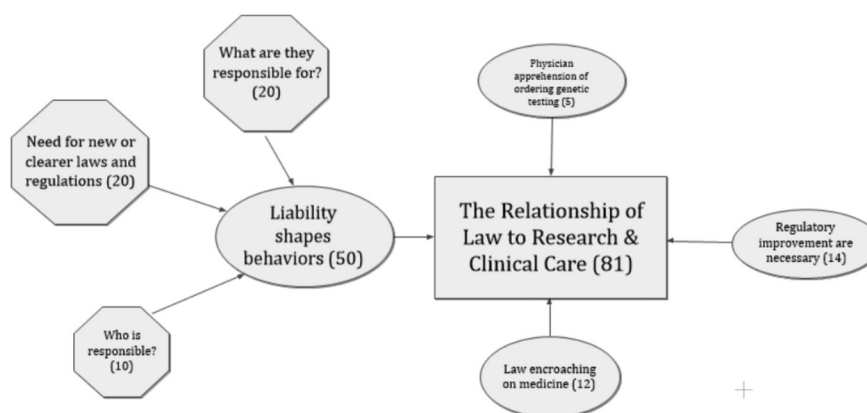 What are they
responsible for?
(20)
Physician
apprehension of
ordering genetic
testing (5)
Need for new or
clearer laws and
regulations (20)
Liability
shapes
behaviors (50)
The Relationship of
Law to Research &
Clinical Care (81)
Regulatory
improvement are
necessary (14)
Who is
responsible?
(10)
Law encroaching
on medicine (12)